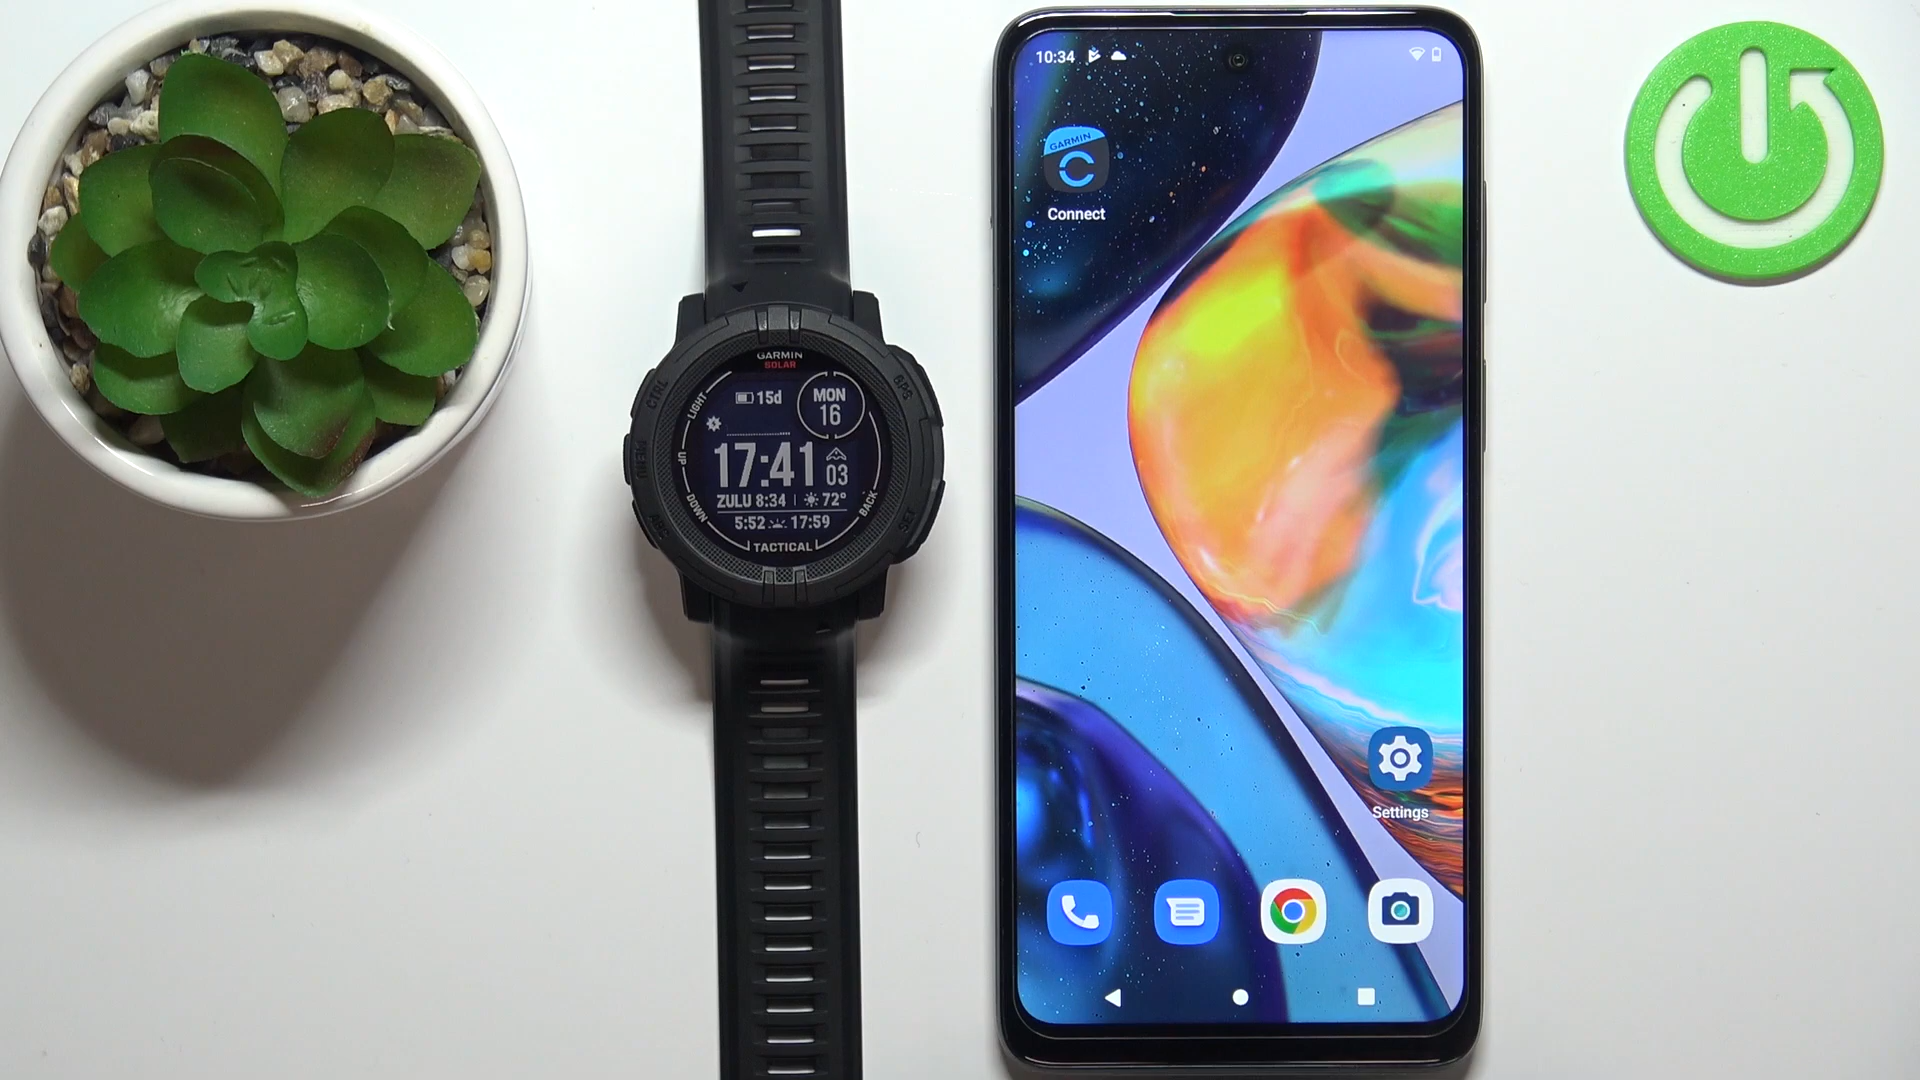 GARMIN
SOLAR
CTRL
LIGHT
GPS
15d
MON
16
MENU
UP
17:41
03
ZULU 8:34 | 72°
DOWN
BACK
5:52 17:59
ABC
SET
TACTICAL
10:34
GARMIN
Connect
Settings